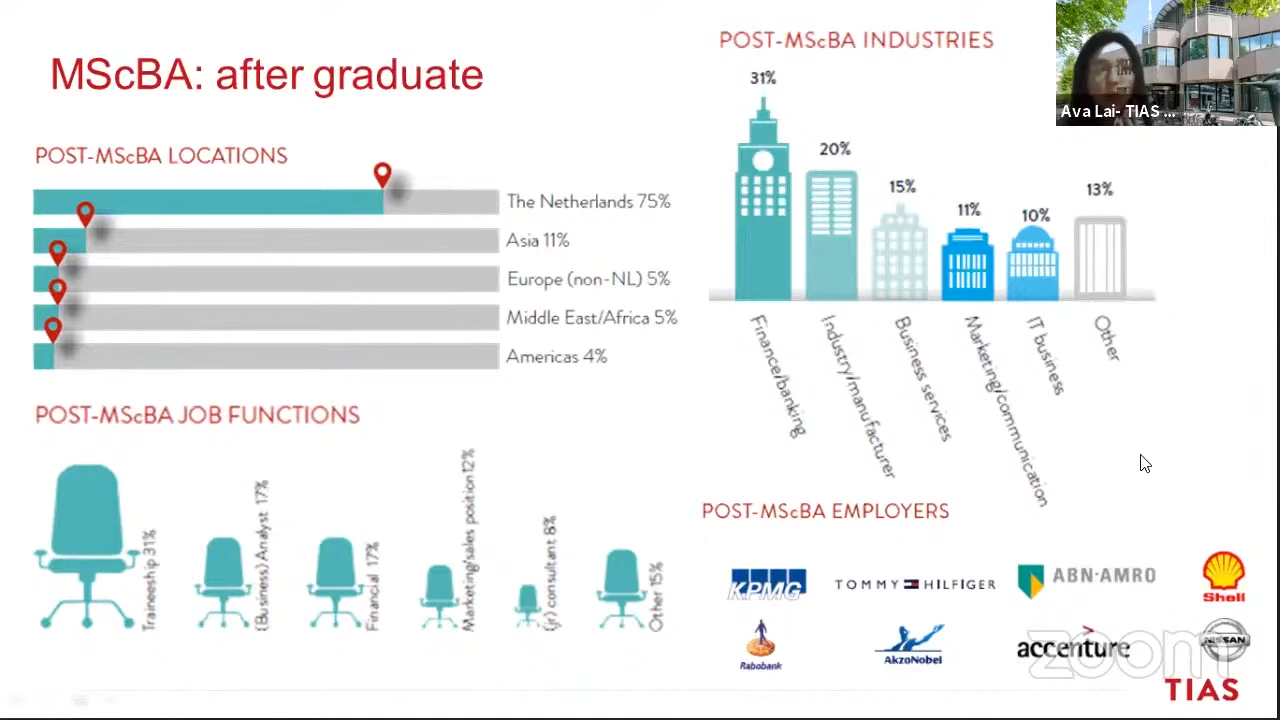 MScBA: after graduate
POST-MScBA LOCATIONS
The Netherlands 75%
Asia 11%
Europe (non-NL) 5%
Middle East/Africa 5%
Americas 4%
POST-MScBA JOB FUNCTIONS
Traineeship 31%
(Business) Analyst 17%
Financial 17%
Marketing/sales position 12%
(jr) consultant 8%
Other 15%
POST-MScBA INDUSTRIES
31%
20%
15%
11%
10%
13%
Finance/banking
Industry/manufacturer
Business services
Marketing/communication
IT business
Other
POST-MScBA EMPLOYERS
KPMG
TOMMY HILFIGER
ABN·AMRO
Shell
Rabobank
AkzoNobel
accenture
NISSAN
zoom
TIAS
Ava Lai- TIAS ...